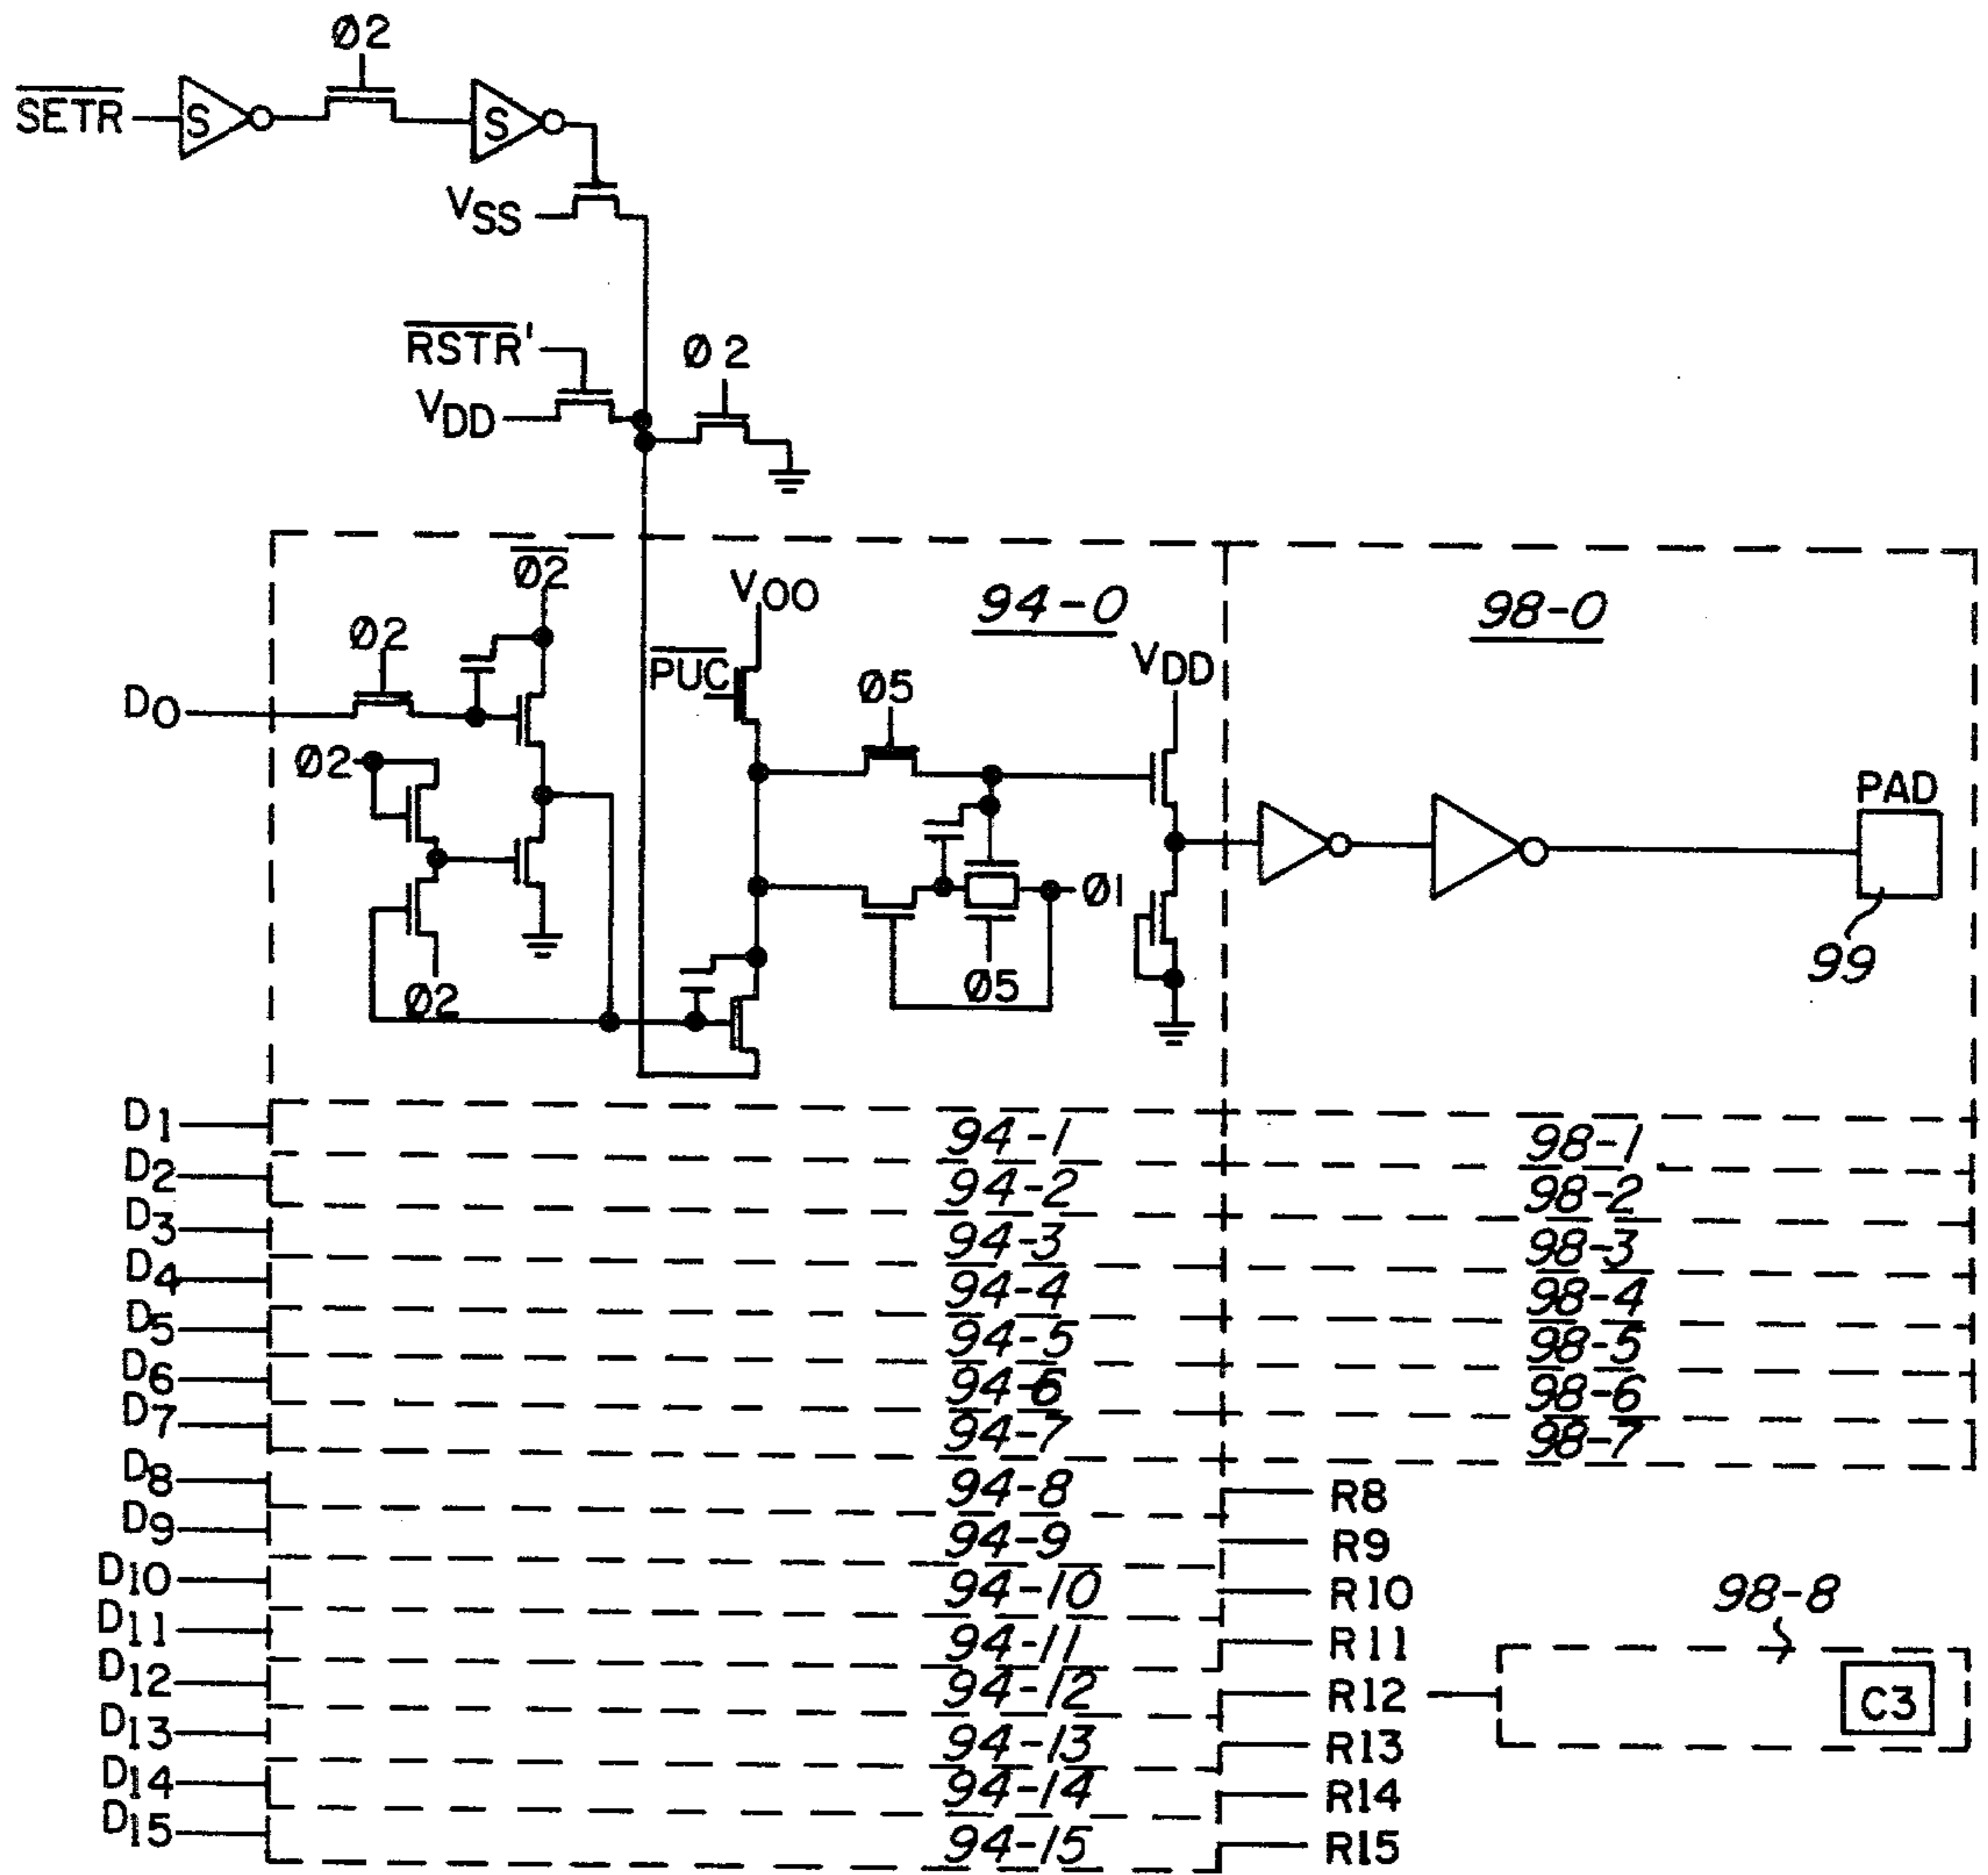 Ø2
SETR
S
S
VSS
RSTR'
Ø2
VDD
Ø2
VOO
94-0
98-0
Ø2
PUC
VDD
DO
Ø5
Ø2
PAD
Ø1
Ø2
Ø5
99
D1 94-1 98-1
D2 94-2 98-2
D3 94-3 98-3
D4 94-4 98-4
D5 94-5 98-5
D6 94-6 98-6
D7 94-7 98-7
D8 94-8 R8
D9 94-9 R9
D10 94-10 R10 98-8
D11 94-11 R11
D12 94-12 R12 C3
D13 94-13 R13
D14 94-14 R14
D15 94-15 R15